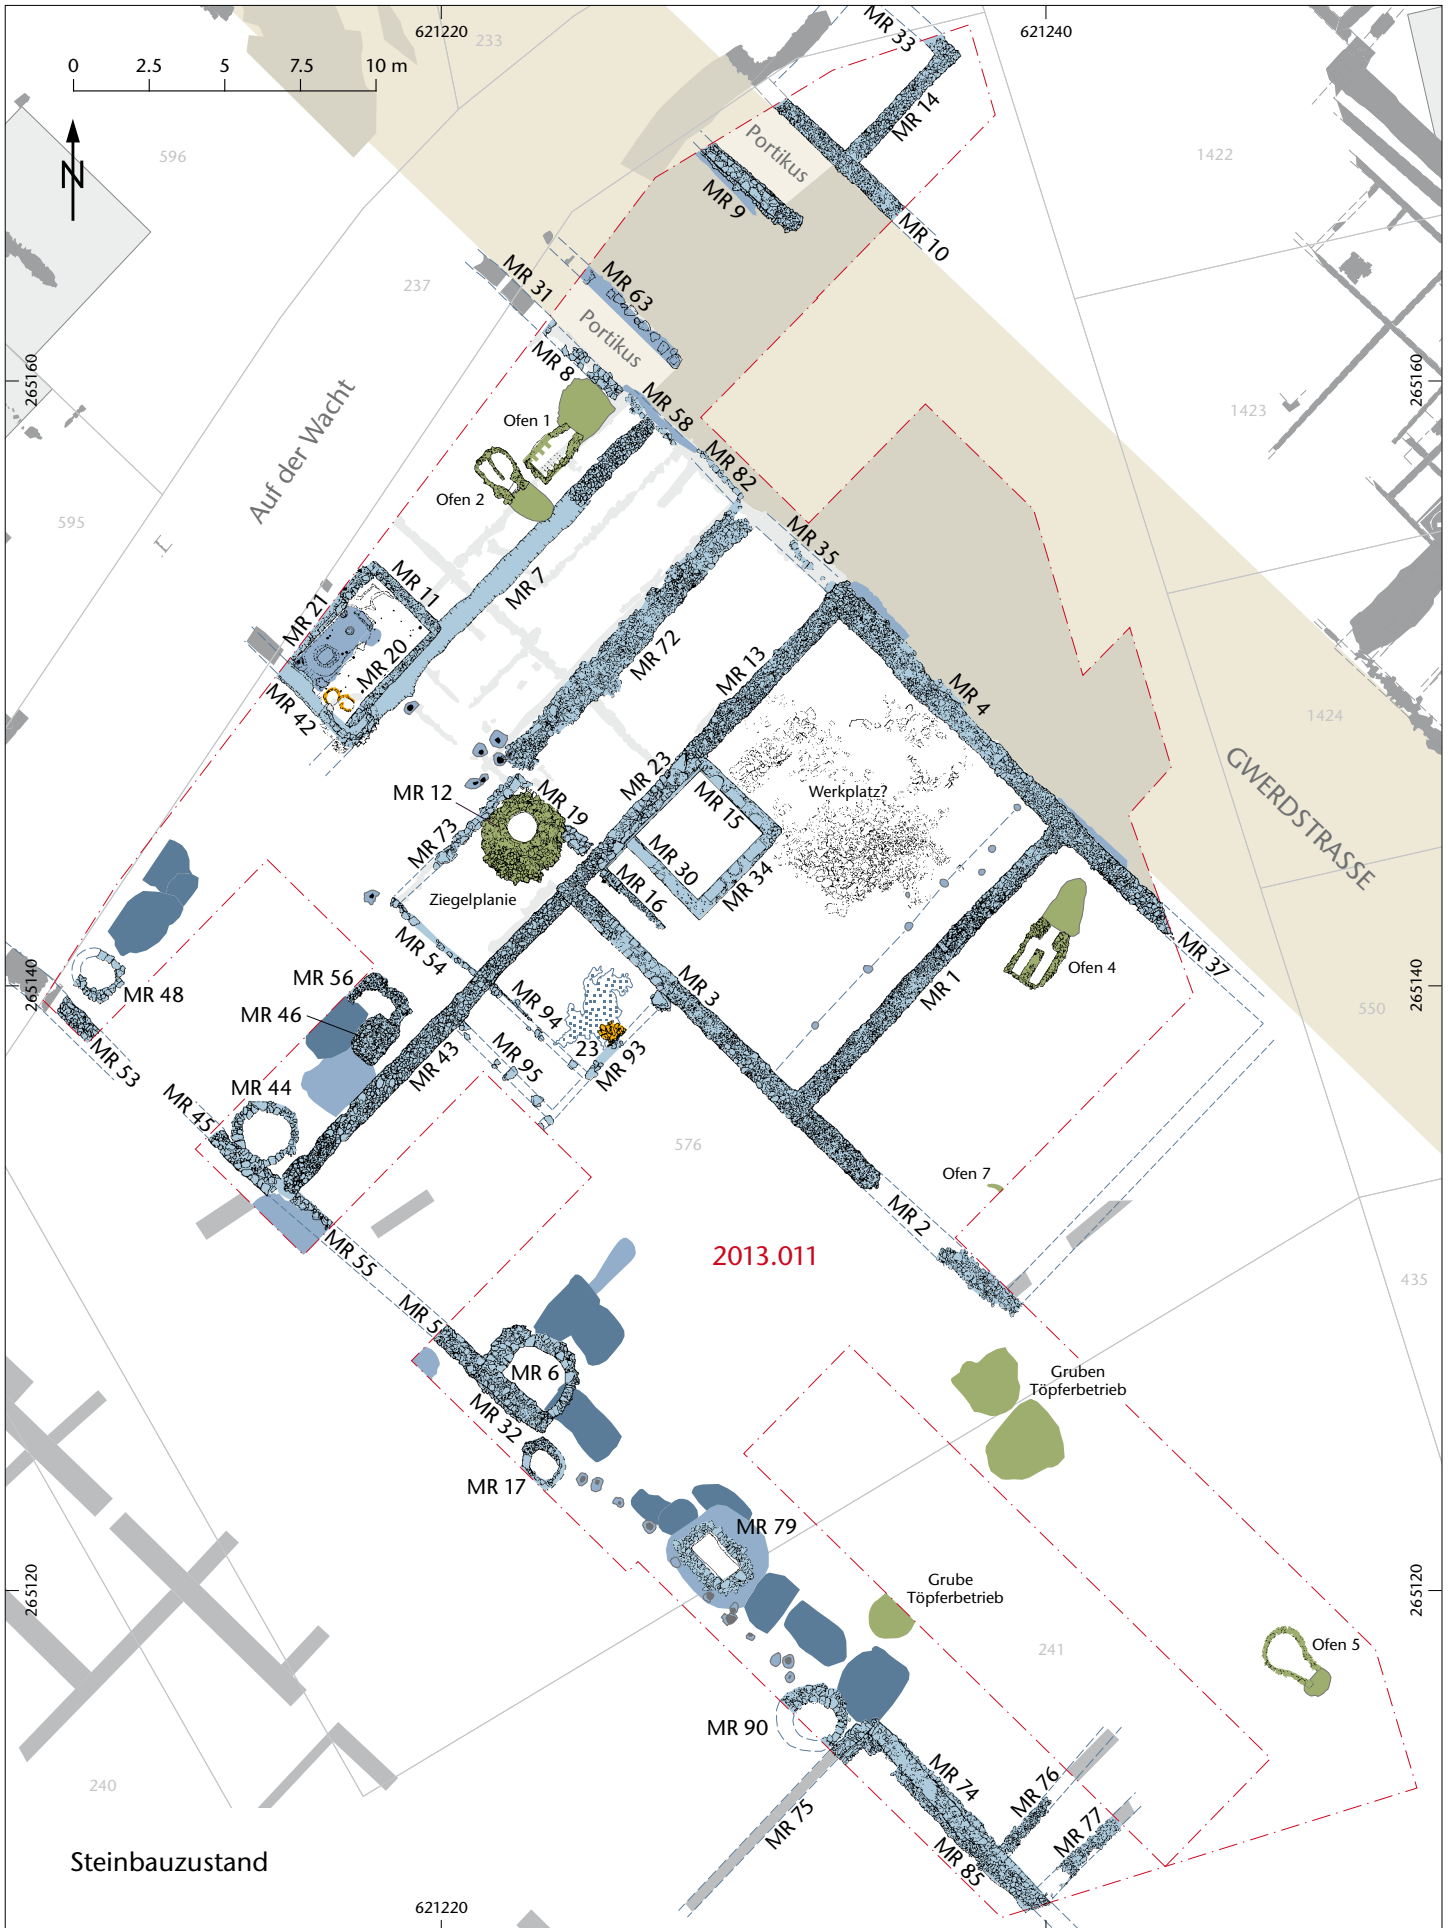 621220
621240
233
0 2.5 5 7.5 10 m
N
596
1422
MR 33
MR 14
Portikus
MR 9
MR 10
237
MR 31
MR 63
Portikus
MR 8
265160
265160
Auf der Wacht
MR 58
Ofen 1
1423
MR 82
Ofen 2
595
MR 35
MR 7
MR 11
MR 21
MR 20
MR 72
MR 13
MR 42
MR 4
1424
GWERDSTRASSE
MR 23
MR 12
MR 19
MR 15
Werkplatz?
MR 73
MR 30
MR 34
Ziegelplanie
MR 16
MR 54
MR 37
Ofen 4
265140
265140
MR 48
MR 56
MR 3
MR 1
MR 94
550
MR 46
MR 53
MR 43
23
MR 93
MR 95
MR 44
MR 45
576
Ofen 7
MR 2
MR 55
2013.011
435
MR 5
MR 6
Gruben
Töpferbetrieb
MR 32
MR 17
MR 79
265120
265120
Grube
Töpferbetrieb
241
Ofen 5
MR 90
240
MR 74
MR 76
MR 75
MR 77
MR 85
Steinbauzustand
621220